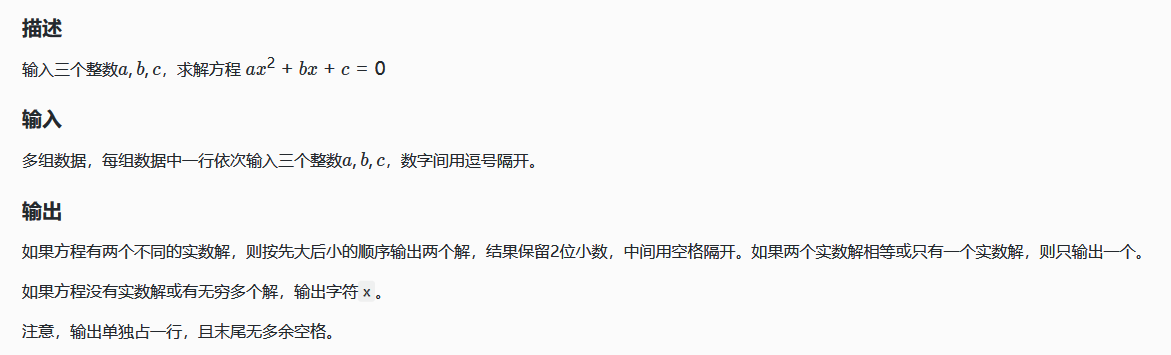 描述
输入三个整数a, b, c，求解方程 ax² + bx + c = 0
输入
多组数据，每组数据中一行依次输入三个整数a, b, c，数字间用逗号隔开。
输出
如果方程有两个不同的实数解，则按先大后小的顺序输出两个解，结果保留2位小数，中间用空格隔开。如果两个实数解相等或只有一个实数解，则只输出一个。
如果方程没有实数解或有无穷多个解，输出字符 x 。
注意，输出单独占一行，且末尾无多余空格。